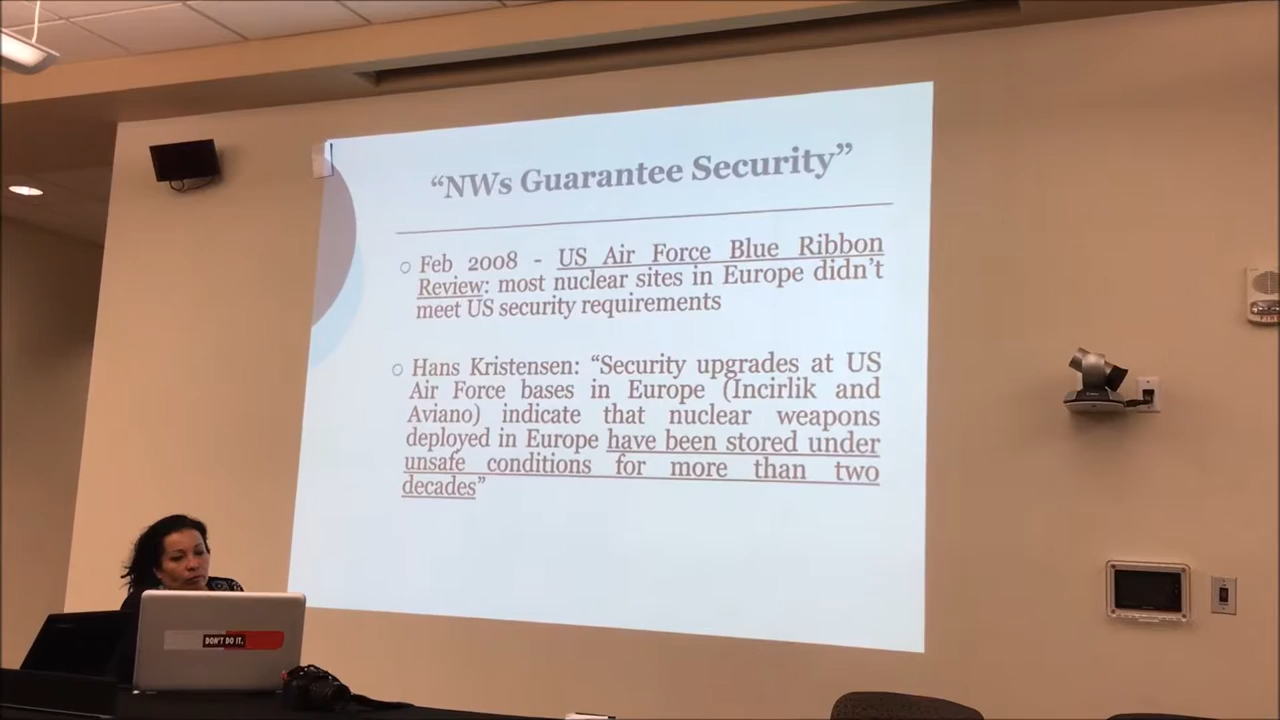 “NWs Guarantee Security”
Feb 2008 - US Air Force Blue Ribbon
Review: most nuclear sites in Europe didn’t
meet US security requirements
Hans Kristensen: “Security upgrades at US
Air Force bases in Europe (Incirlik and
Aviano) indicate that nuclear weapons
deployed in Europe have been stored under
unsafe conditions for more than two
decades”
DON'T DO IT.